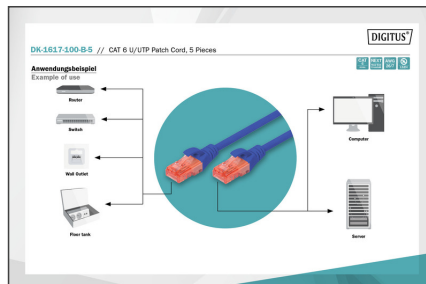 DIGITUS®
DK-1617-100-B-5 // CAT 6 U/UTP Patch Cord, 5 Pieces
Anwendungsbeispiel
Example of use
Router
Switch
Wall Outlet
Floor tank
Computer
Server